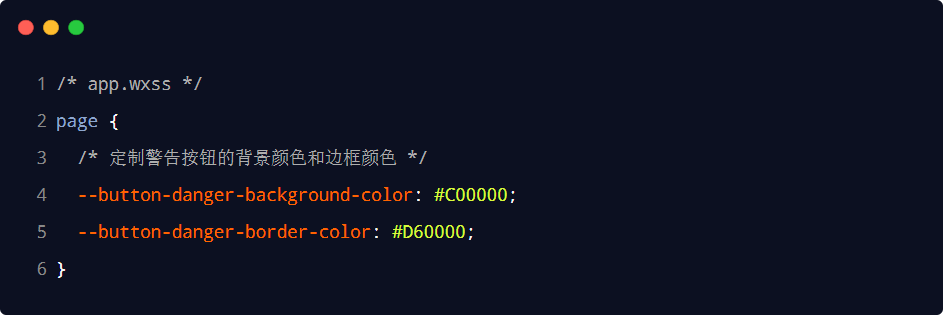 1 /* app.wxss */
2 page {
3 /* 定制警告按钮的背景颜色和边框颜色 */
4 --button-danger-background-color: #C00000;
5 --button-danger-border-color: #D60000;
6 }